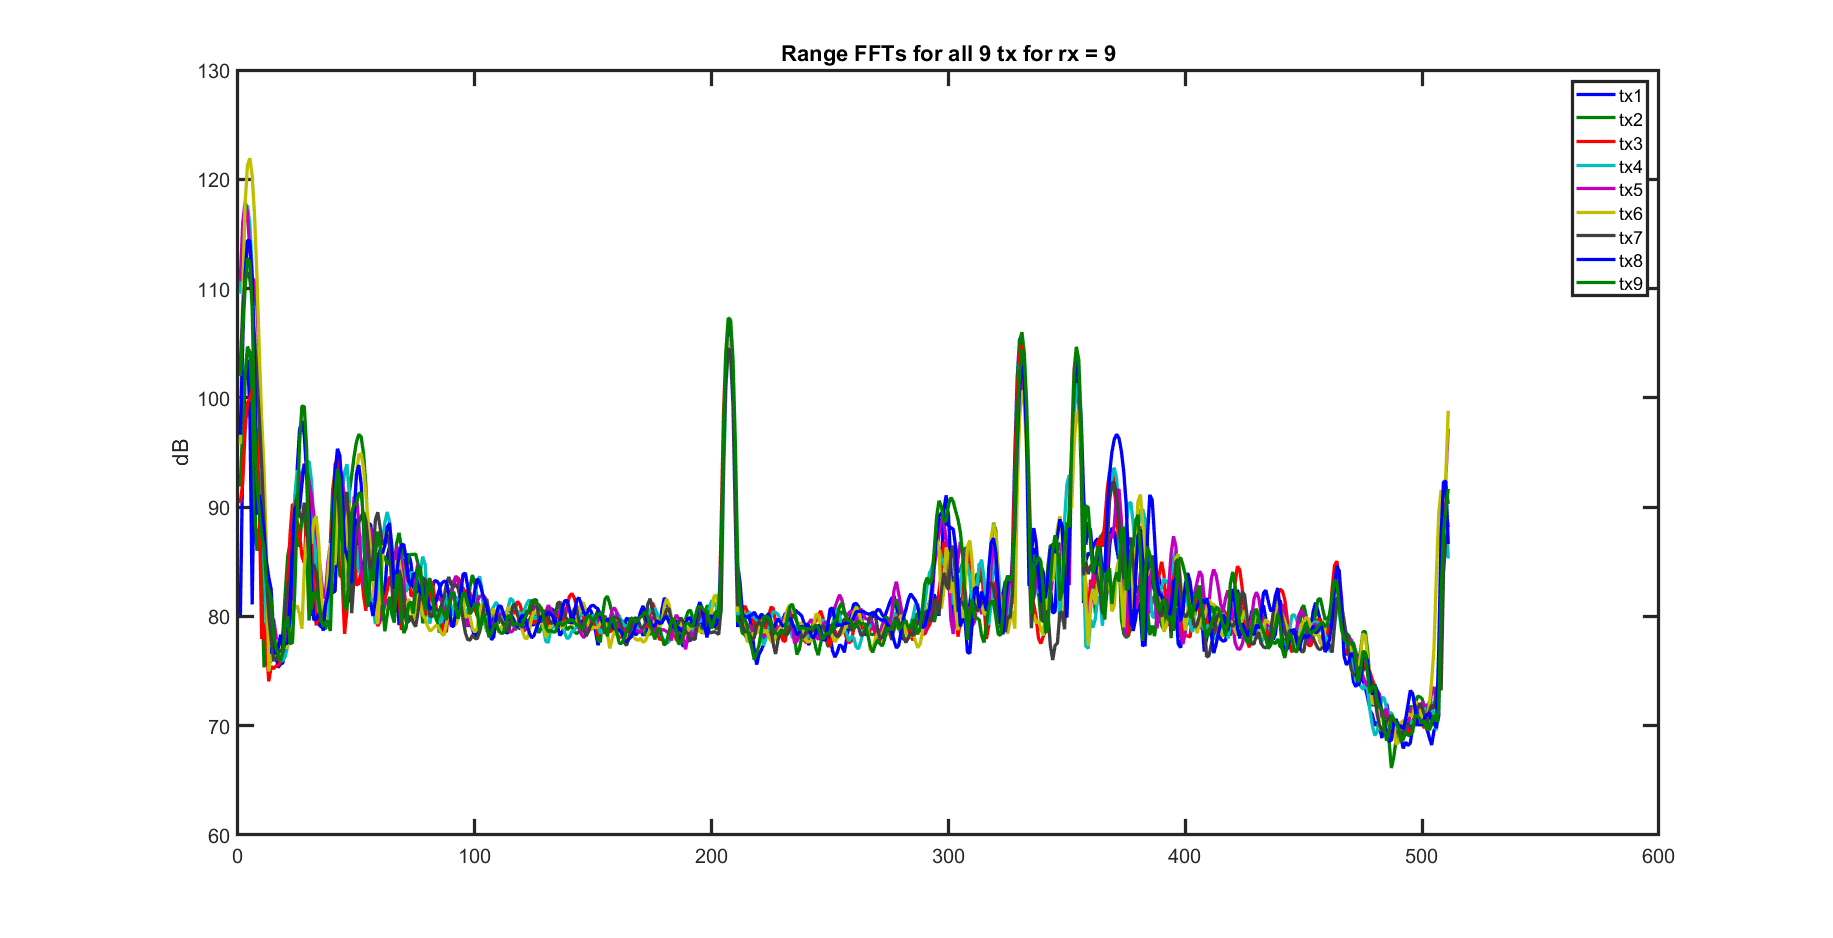 Range FFTs for all 9 tx for rx = 9
130
120
110
100
90
80
70
60
dB
0
100
200
300
400
500
600
tx1
tx2
tx3
tx4
tx5
tx6
tx7
tx8
tx9